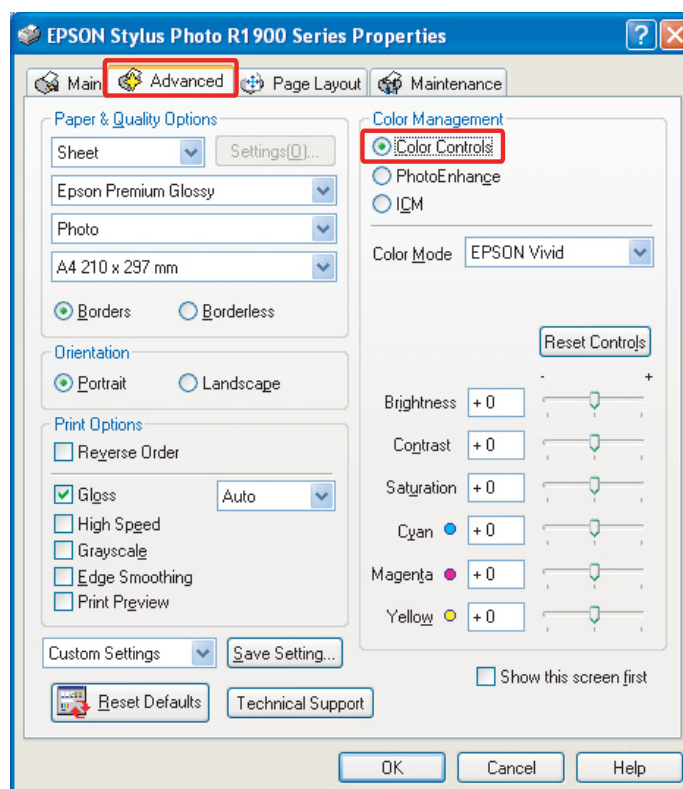 EPSON Stylus Photo R1900 Series Properties
Main Advanced Page Layout Maintenance
Paper & Quality Options
Sheet Settings(O)...
Epson Premium Glossy
Photo
A4 210 x 297 mm
Borders Borderless
Orientation
Portrait Landscape
Print Options
Reverse Order
Gloss Auto
High Speed
Grayscale
Edge Smoothing
Print Preview
Custom Settings Save Setting...
Reset Defaults Technical Support
Color Management
Color Controls
PhotoEnhance
ICM
Color Mode EPSON Vivid
Reset Controls
- +
Brightness + 0
Contrast + 0
Saturation + 0
Cyan + 0
Magenta + 0
Yellow + 0
Show this screen first
OK Cancel Help